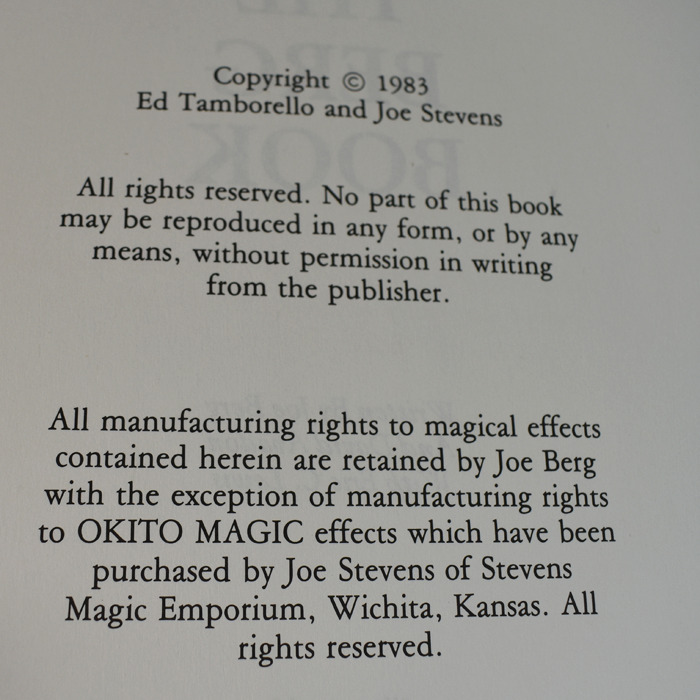 Copyright © 1983
Ed Tamborello and Joe Stevens
All rights reserved. No part of this book
may be reproduced in any form, or by any
means, without permission in writing
from the publisher.
All manufacturing rights to magical effects
contained herein are retained by Joe Berg
with the exception of manufacturing rights
to OKITO MAGIC effects which have been
purchased by Joe Stevens of Stevens
Magic Emporium, Wichita, Kansas. All
rights reserved.